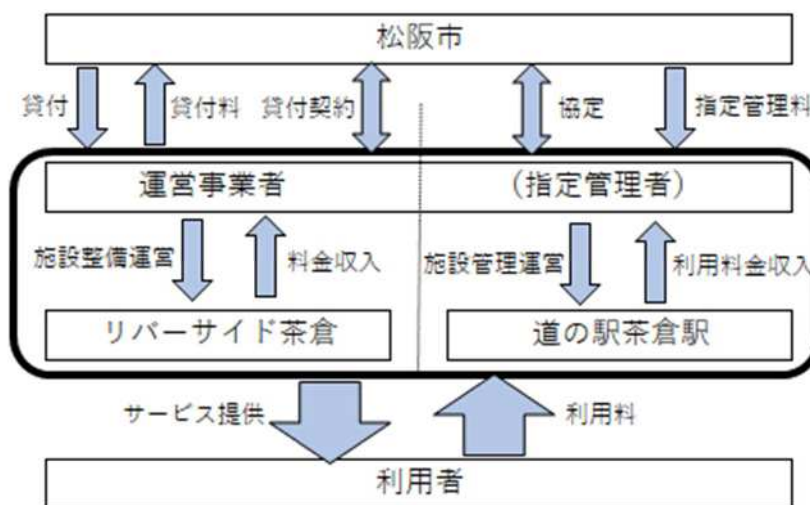 松阪市
貸付 貸付料 貸付契約 協定 指定管理料
運営事業者 (指定管理者)
施設整備運営 料金収入 施設管理運営 利用料金収入
リバーサイド茶倉 道の駅茶倉駅
サービス提供 利用料
利用者